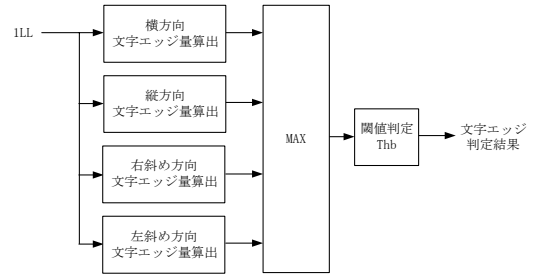 1LL
横方向
文字エッジ量算出
縦方向
文字エッジ量算出
右斜め方向
文字エッジ量算出
左斜め方向
文字エッジ量算出
MAX
閾値判定
Thb
文字エッジ
判定結果